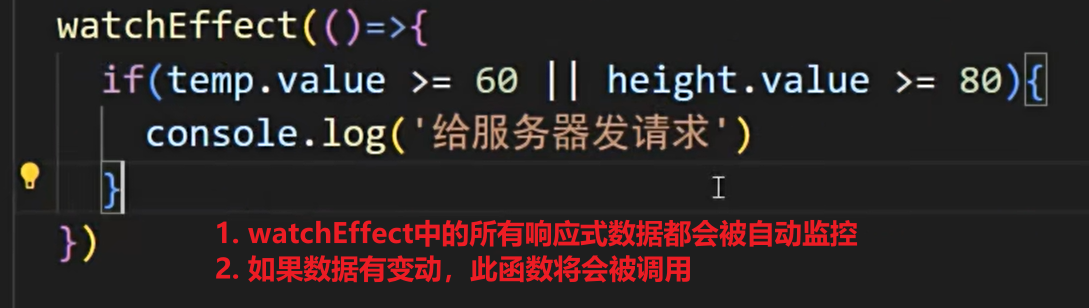 watchEffect(()=>{
if(temp.value >= 60 || height.value >= 80){
console.log('给服务器发请求')
}
})
1. watchEffect中的所有响应式数据都会被自动监控
2. 如果数据有变动，此函数将会被调用